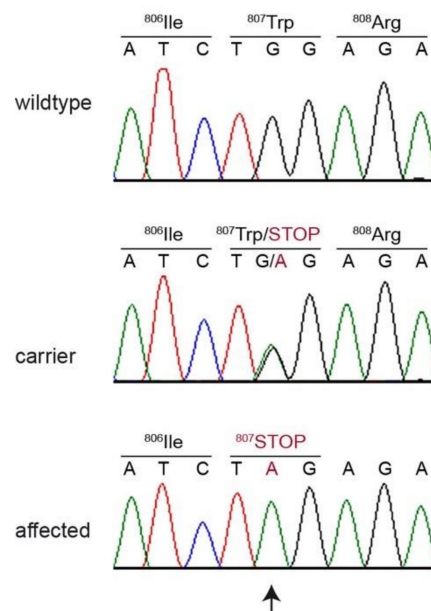 806Ile 807Trp 808Arg
A T C T G G A G A
wildtype
806Ile 807Trp/STOP 808Arg
A T C T G/A G A G A
carrier
806Ile 807STOP
A T C T A G A G A
affected